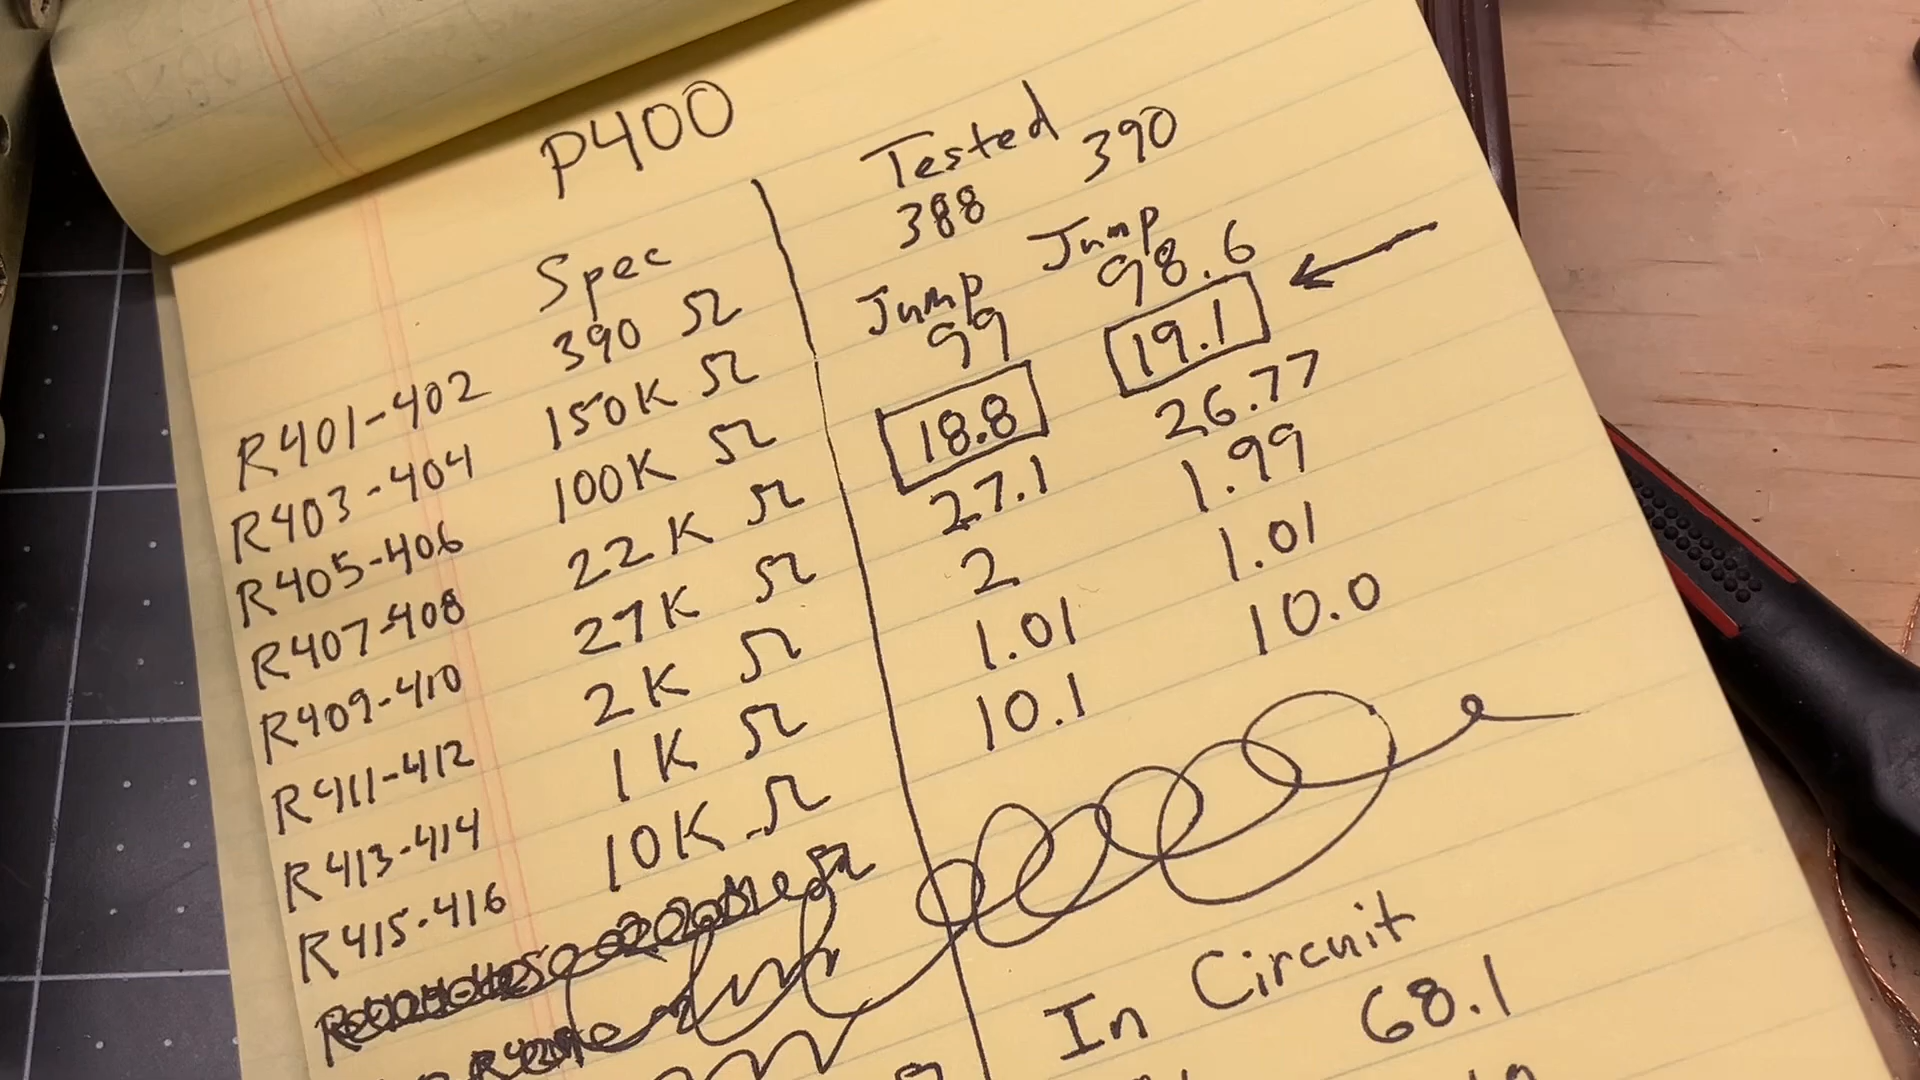 P400
Spec Tested
R401-402 390 Ω 388 390
R403-404 150K Ω Jump Jump
R405-406 100K Ω 99 98.6
R407-408 22K Ω 18.8 19.1
R409-410 27K Ω 27.1 26.77
R411-412 2K Ω 2 1.99
R413-414 1K Ω 1.01 1.01
R415-416 10K Ω 10.1 10.0
In Circuit
68.1